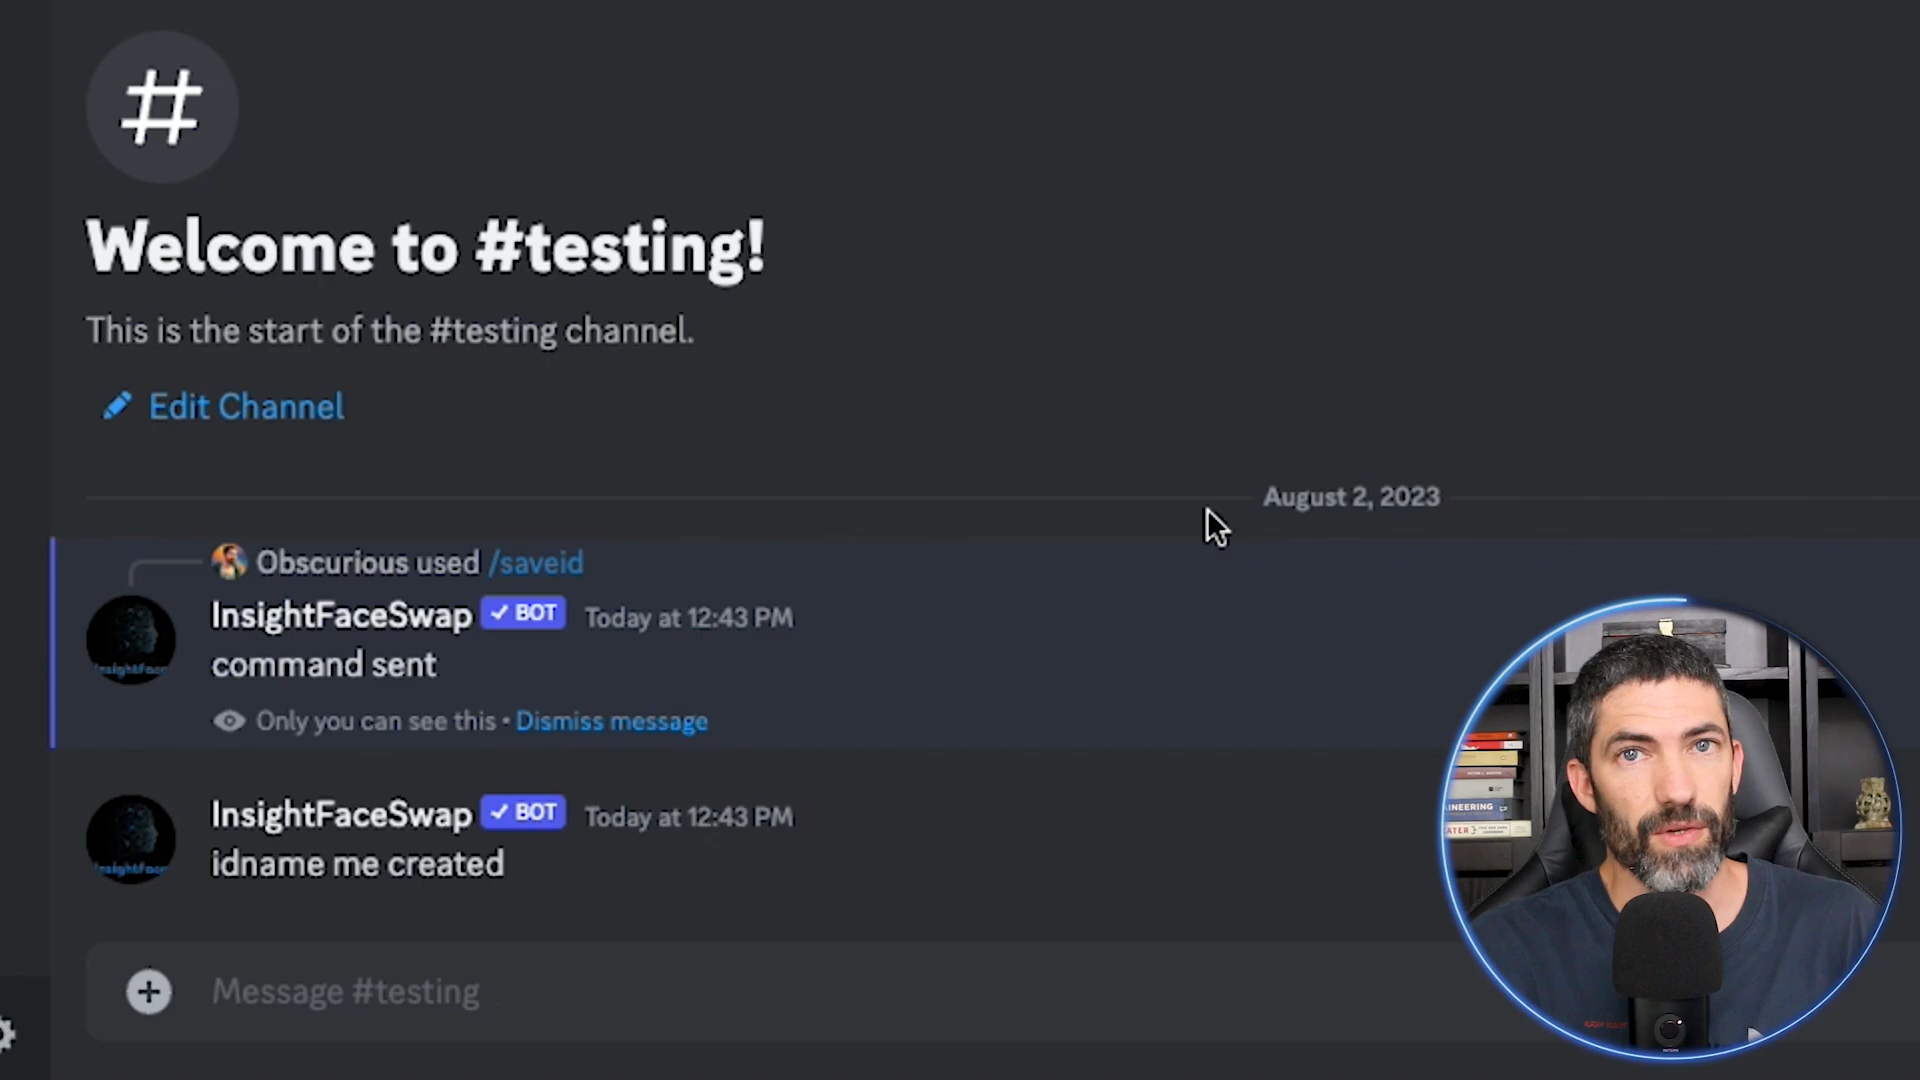 #
Welcome to #testing!
This is the start of the #testing channel.
Edit Channel
August 2, 2023
Obscurious used /saveid
InsightFaceSwap ✓ BOT Today at 12:43 PM
command sent
Only you can see this • Dismiss message
InsightFaceSwap ✓ BOT Today at 12:43 PM
idname me created
Message #testing